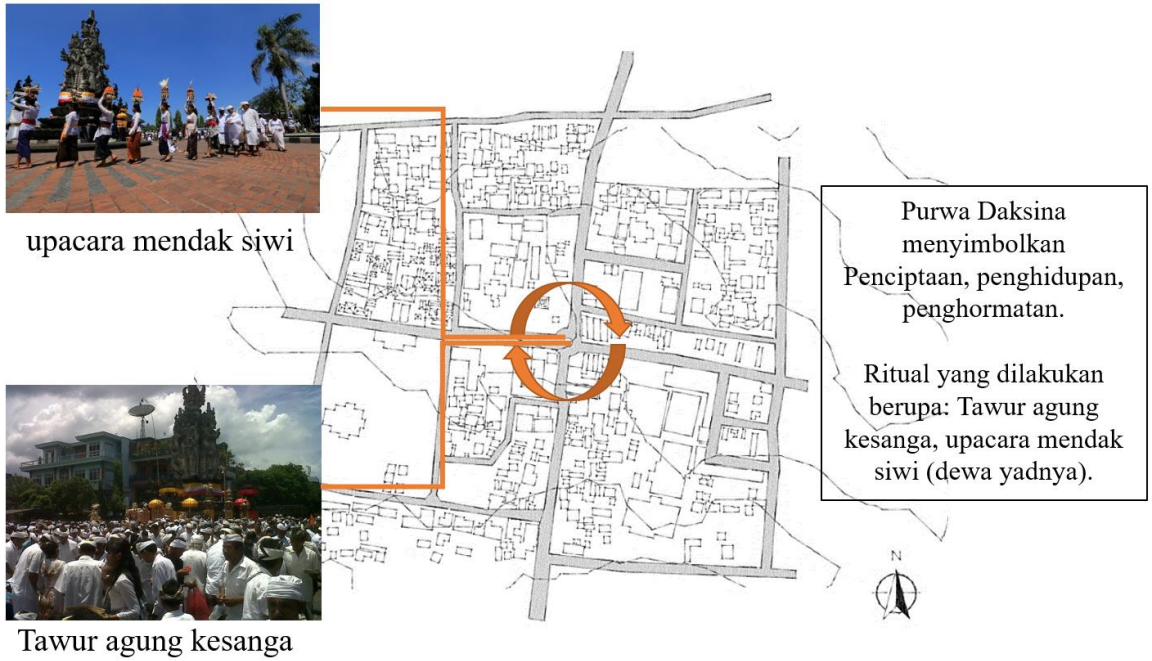 upacara mendak siwi
Tawur agung kesanga
Purwa Daksina
menyimbolkan
Penciptaan, penghidupan,
penghormatan.
Ritual yang dilakukan
berupa: Tawur agung
kesanga, upacara mendak
siwi (dewa yadnya).
N